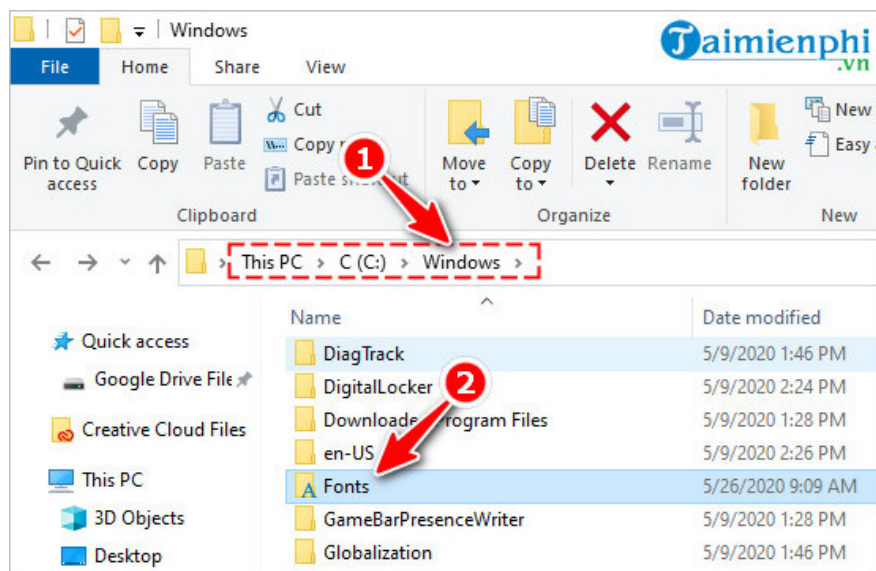 Windows
Taimienphi
.vn
File Home Share View
Cut
Copy
Paste
Pin to Quick access
Copy
Paste
Move to
Copy to
Delete
Rename
New folder
New
Easy
Clipboard
Organize
New
1
This PC > C (C:) > Windows >
Name Date modified
Quick access
Google Drive File
Creative Cloud Files
This PC
3D Objects
Desktop
DiagTrack 5/9/2020 1:46 PM
DigitalLocker 5/9/2020 2:24 PM
2
Downloade Program Files 5/9/2020 1:28 PM
en-US 5/9/2020 2:26 PM
Fonts 5/26/2020 9:09 AM
GameBarPresenceWriter 5/9/2020 1:28 PM
Globalization 5/9/2020 1:46 PM